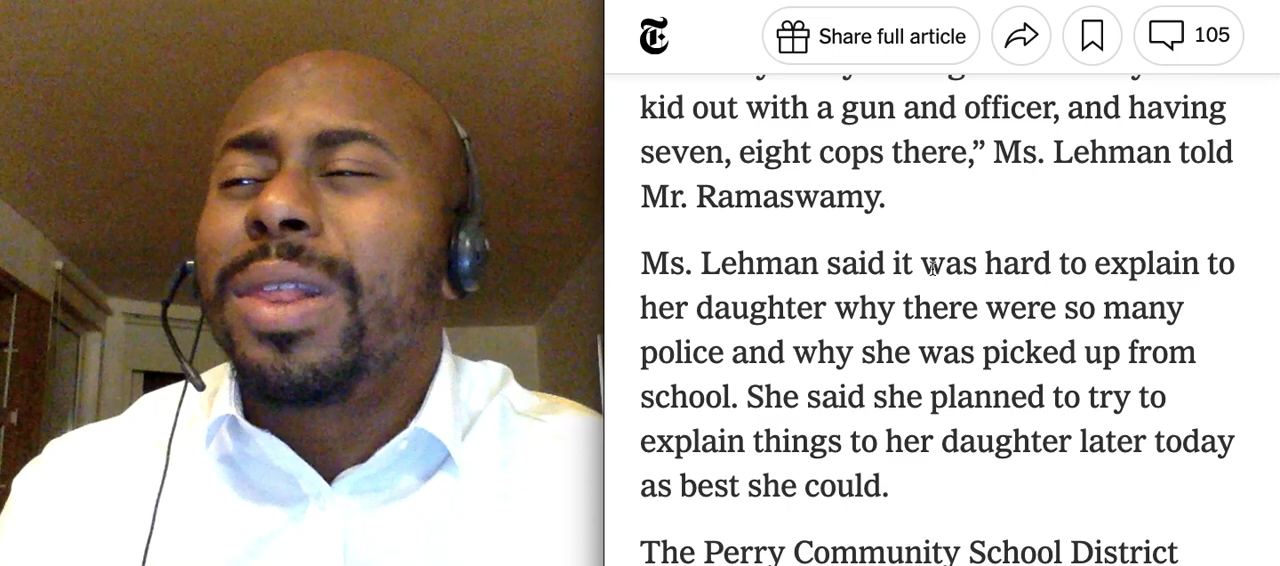 Share full article
105
kid out with a gun and officer, and having
seven, eight cops there,” Ms. Lehman told
Mr. Ramaswamy.
Ms. Lehman said it was hard to explain to
her daughter why there were so many
police and why she was picked up from
school. She said she planned to try to
explain things to her daughter later today
as best she could.
The Perry Community School District